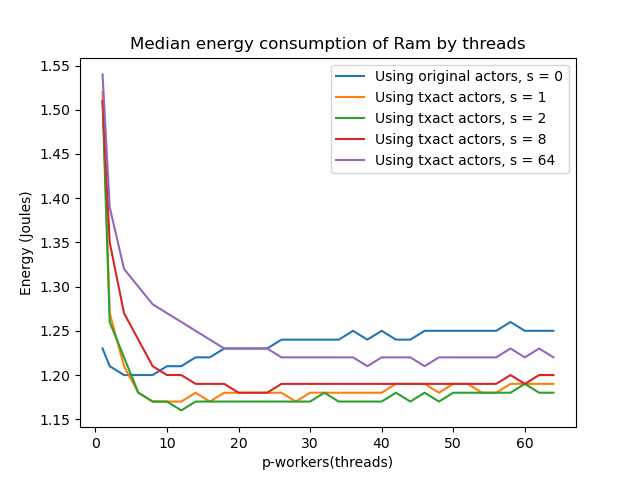 Median energy consumption of Ram by threads
Energy (Joules)
1.55
1.50
1.45
1.40
1.35
1.30
1.25
1.20
1.15
Using original actors, s = 0
Using txact actors, s = 1
Using txact actors, s = 2
Using txact actors, s = 8
Using txact actors, s = 64
0 10 20 30 40 50 60
p-workers(threads)